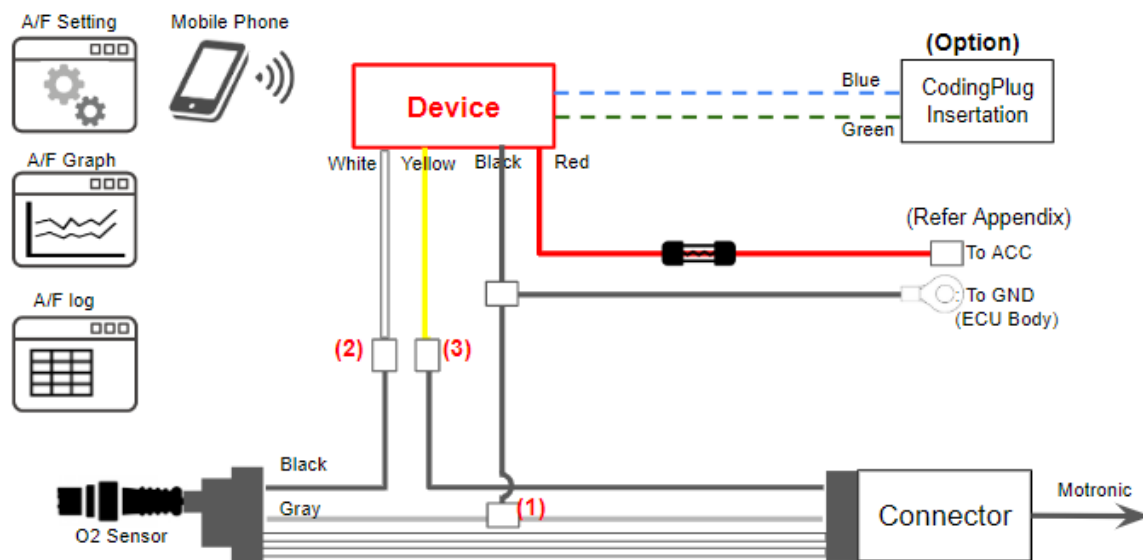 A/F Setting
Mobile Phone
(Option)
Blue
CodingPlug
Insertation
Device
Green
White
Yellow
Black
Red
A/F Graph
(Refer Appendix)
To ACC
To GND
(ECU Body)
A/F log
(2)
(3)
Black
Gray
(1)
O2 Sensor
Connector
Motronic